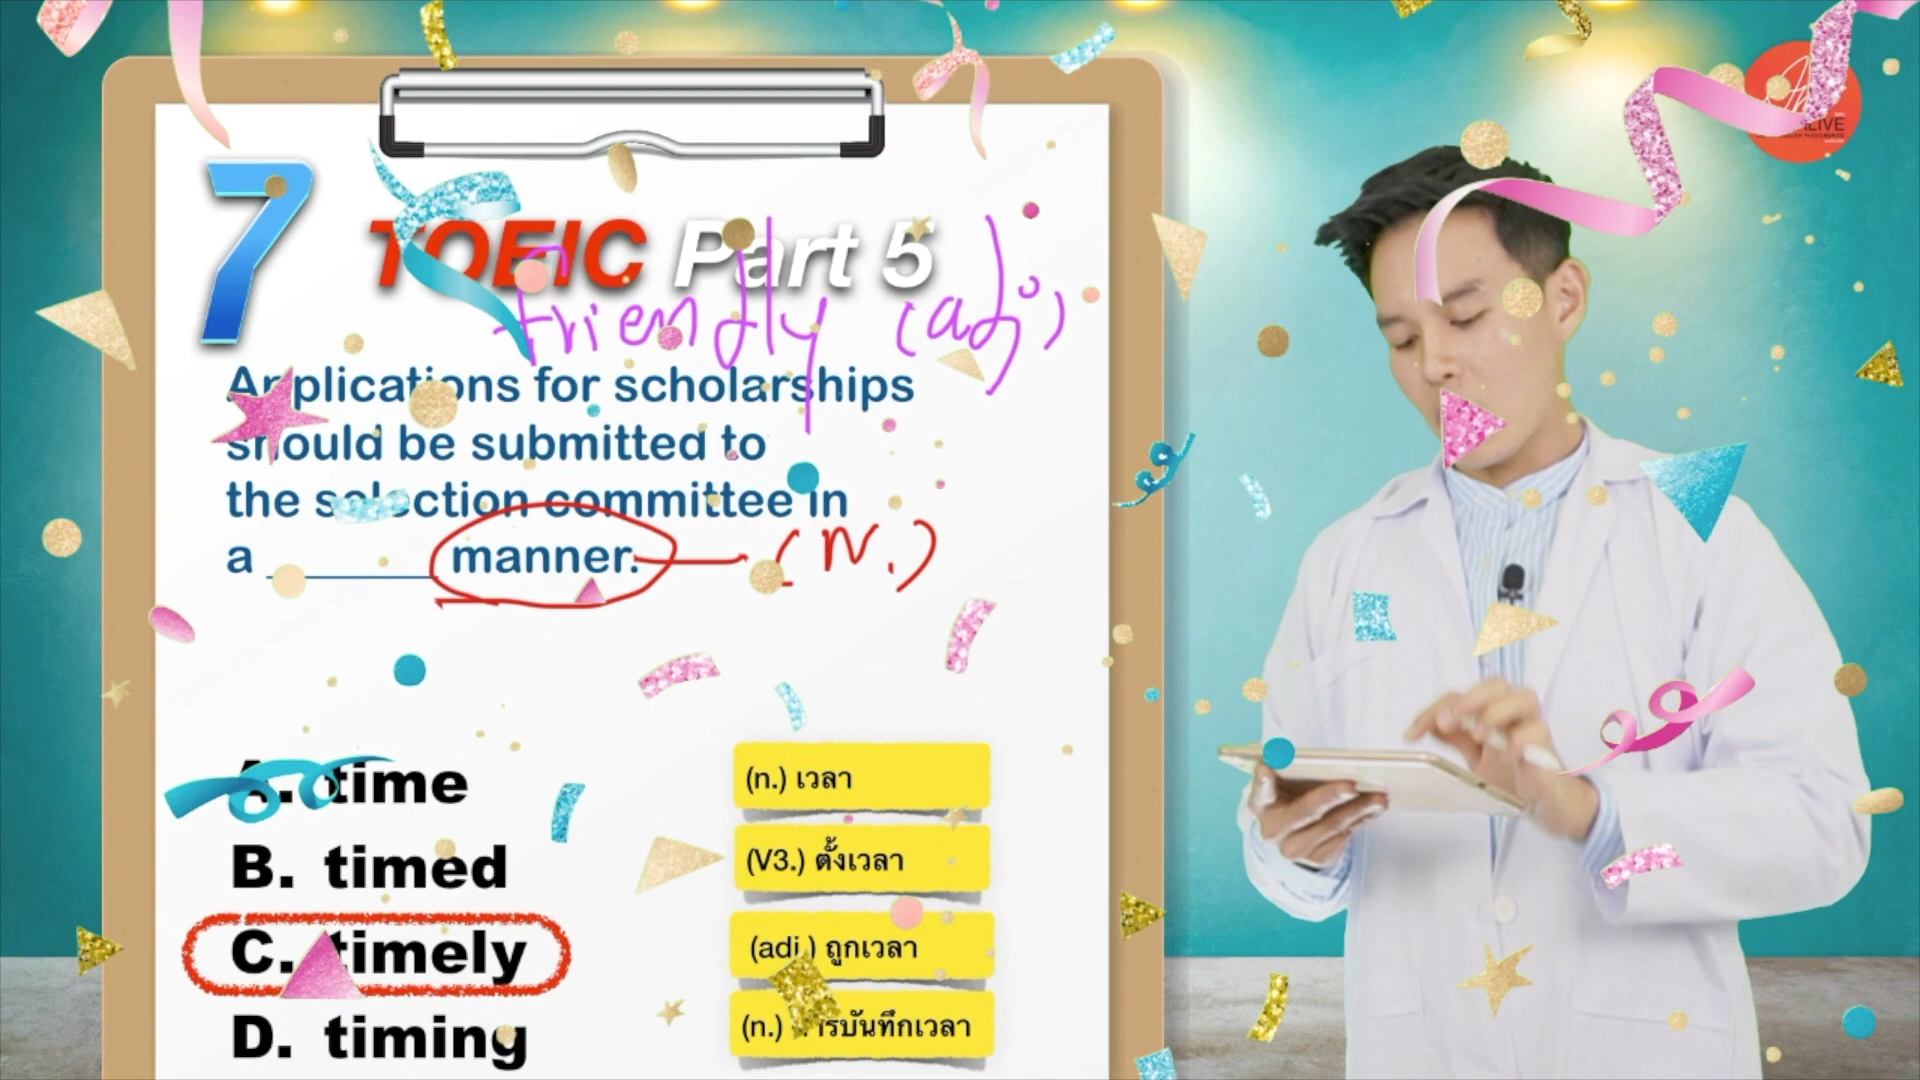 7
TOEIC Part 5
friendly (adj)
Applications for scholarships
should be submitted to
the selection committee in
a ________ manner. (N.)
A. time
(n.) เวลา
B. timed
(V3.) ตั้งเวลา
C. timely
(adj.) ถูกเวลา
D. timing
(n.) การบันทึกเวลา